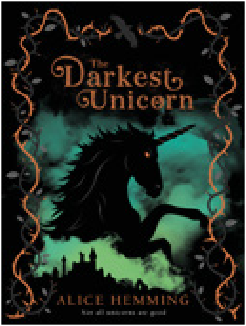 The
Darkest
Unicorn
ALICE HEMMING
Not all unicorns are good